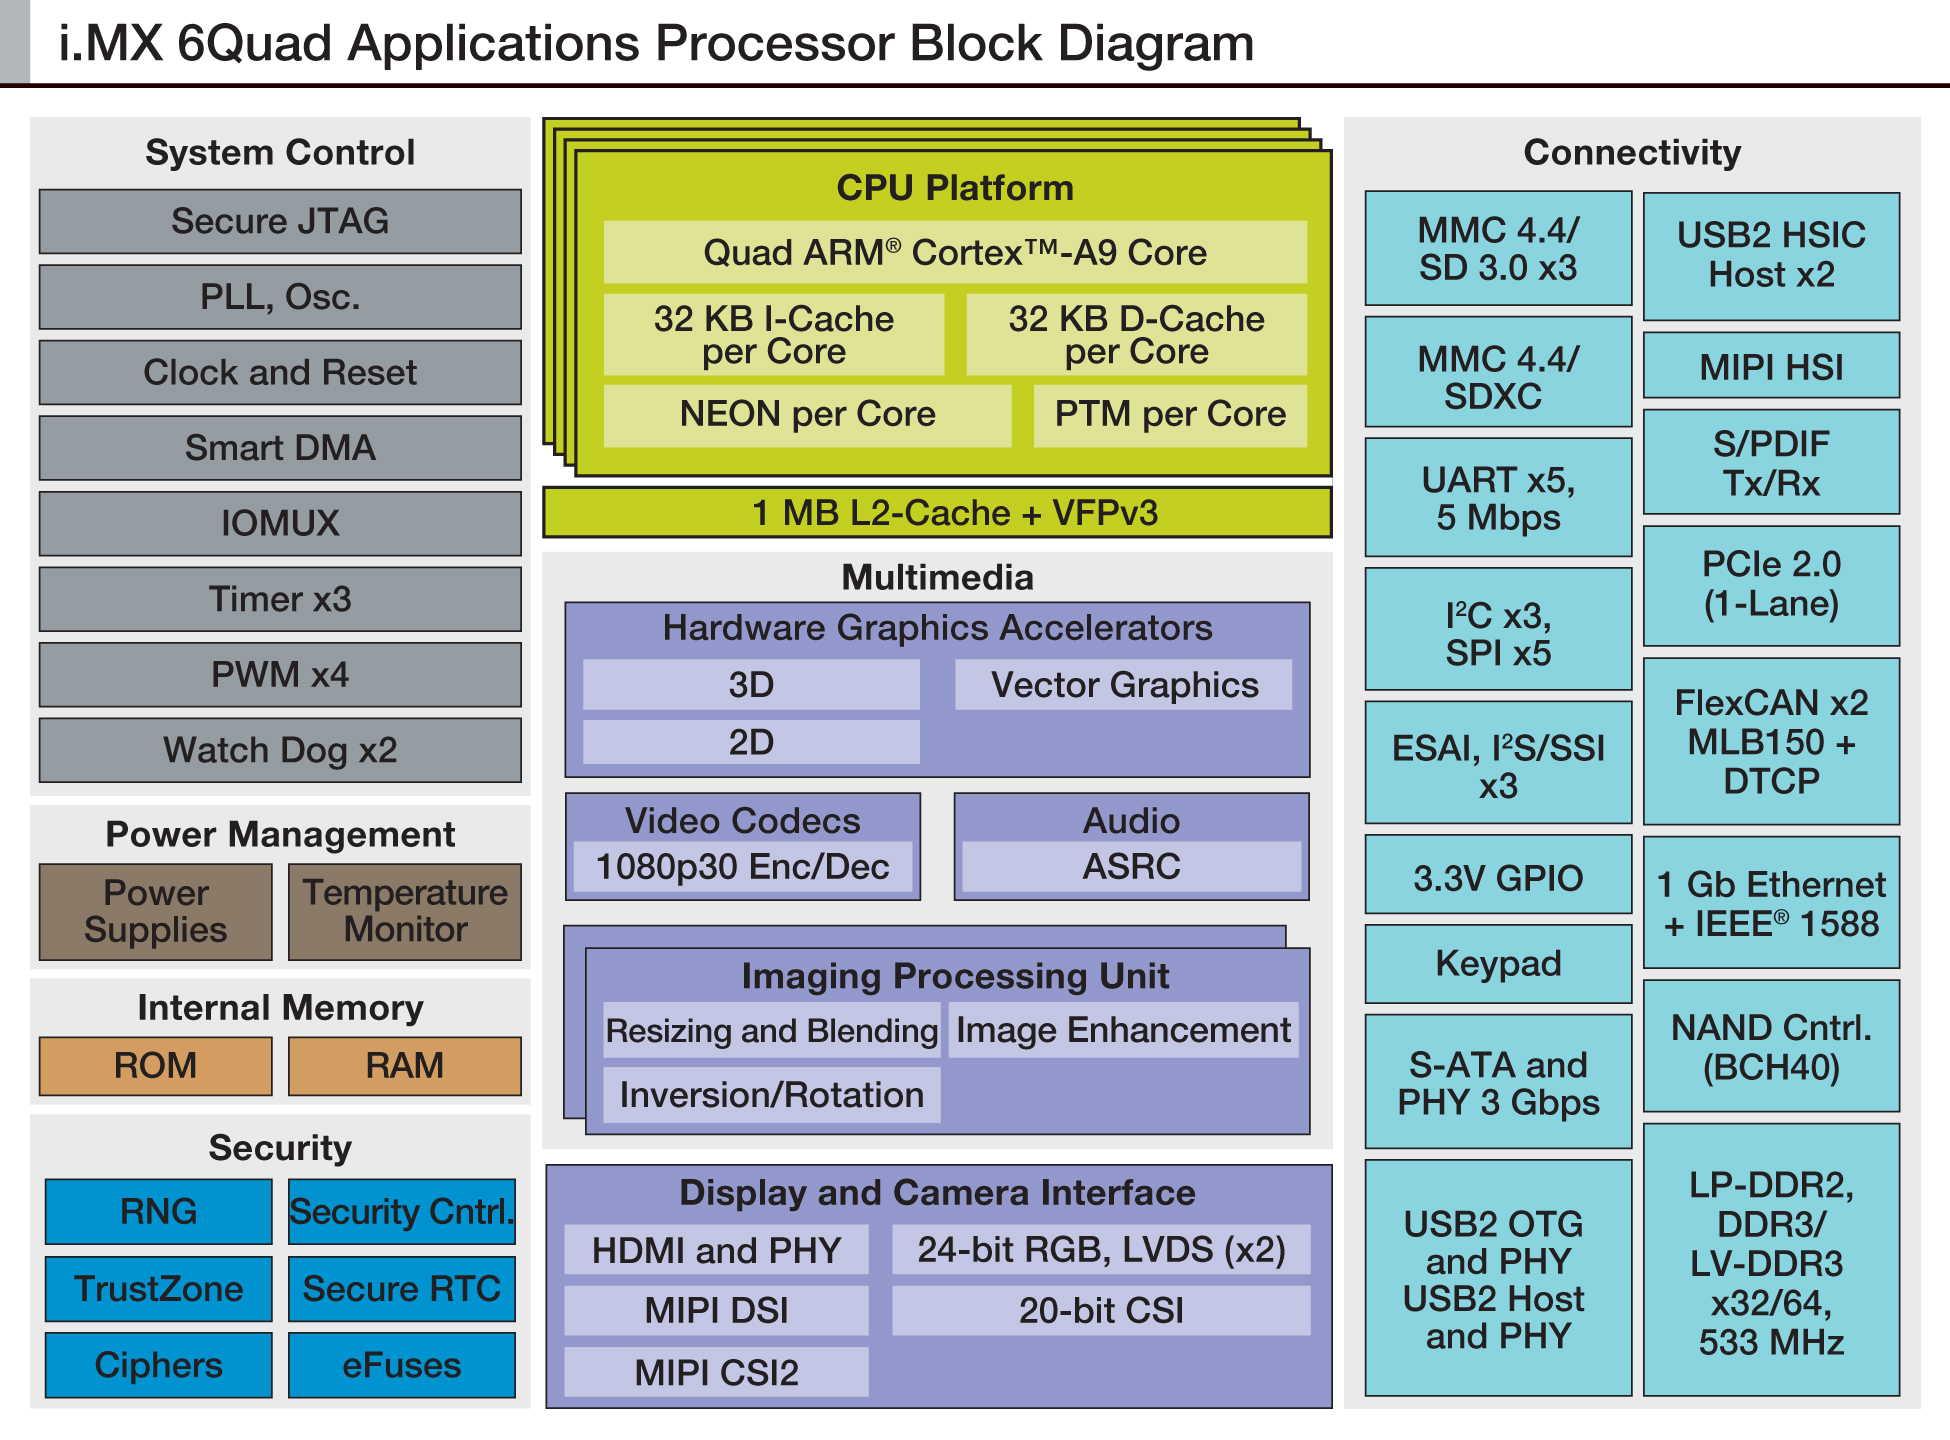 i.MX 6Quad Applications Processor Block Diagram
System Control
Secure JTAG
PLL, Osc.
Clock and Reset
Smart DMA
IOMUX
Timer x3
PWM x4
Watch Dog x2
Power Management
Power
Supplies
Temperature
Monitor
Internal Memory
ROM
RAM
Security
RNG
Security Cntrl.
TrustZone
Secure RTC
Ciphers
eFuses
CPU Platform
Quad ARM® Cortex™-A9 Core
32 KB I-Cache
per Core
32 KB D-Cache
per Core
NEON per Core
PTM per Core
1 MB L2-Cache + VFPv3
Multimedia
Hardware Graphics Accelerators
3D
Vector Graphics
2D
Video Codecs
1080p30 Enc/Dec
Audio
ASRC
Imaging Processing Unit
Resizing and Blending
Image Enhancement
Inversion/Rotation
Display and Camera Interface
HDMI and PHY
24-bit RGB, LVDS (x2)
MIPI DSI
20-bit CSI
MIPI CSI2
Connectivity
MMC 4.4/
SD 3.0 x3
MMC 4.4/
SDXC
UART x5,
5 Mbps
I²C x3,
SPI x5
ESAI, I²S/SSI
x3
3.3V GPIO
Keypad
S-ATA and
PHY 3 Gbps
USB2 OTG
and PHY
USB2 Host
and PHY
USB2 HSIC
Host x2
MIPI HSI
S/PDIF
Tx/Rx
PCIe 2.0
(1-Lane)
FlexCAN x2
MLB150 +
DTCP
1 Gb Ethernet
+ IEEE® 1588
NAND Cntrl.
(BCH40)
LP-DDR2,
DDR3/
LV-DDR3
x32/64,
533 MHz